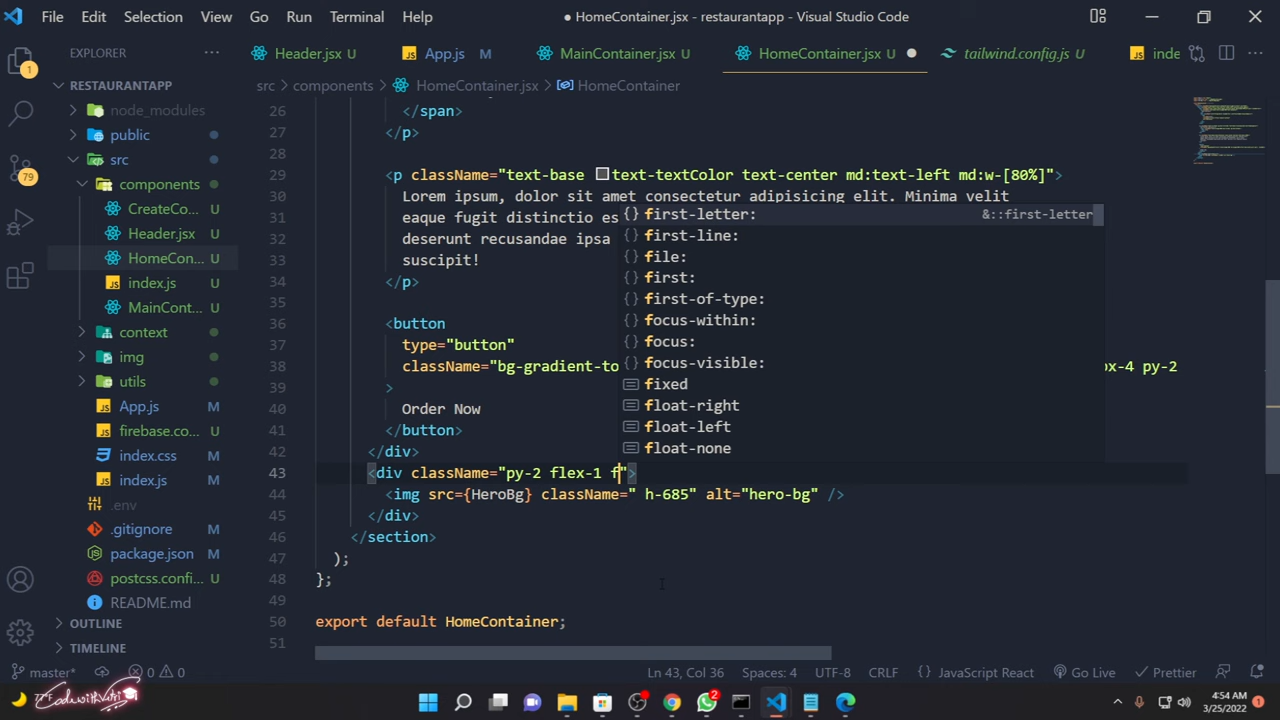 File Edit Selection View Go Run Terminal Help
● HomeContainer.jsx - restaurantapp - Visual Studio Code
EXPLORER
Header.jsx U
App.js M
MainContainer.jsx U
HomeContainer.jsx U ●
tailwind.config.js U
inde
RESTAURANTAPP
src > components > HomeContainer.jsx > HomeContainer
1
79
node_modules
public
src
components
CreateCo... U
Header.jsx U
HomeCon... U
index.js U
MainCont... U
context
img
utils
App.js M
firebase.co... U
index.css M
index.js M
.env
.gitignore M
package.json M
postcss.confi... U
README.md
OUTLINE
TIMELINE
26 </span>
27 </p>
28
29 <p className="text-base text-textColor text-center md:text-left md:w-[80%]">
30 Lorem ipsum, dolor sit amet consectetur adipisicing elit. Minima velit
31 eaque fugit distinctio es
32 deserunt recusandae ipsa
33 suscipit!
34 </p>
35
36 <button
37 type="button"
38 className="bg-gradient-to px-4 py-2
39 >
40 Order Now
41 </button>
42 </div>
43 <div className="py-2 flex-1 f">
44 <img src={HeroBg} className=" h-685" alt="hero-bg" />
45 </div>
46 </section>
47 );
48 };
49
50 export default HomeContainer;
51
first-letter: &::first-letter
first-line:
file:
first:
first-of-type:
focus-within:
focus:
focus-visible:
fixed
float-right
float-left
float-none
master* 0 0 Ln 43, Col 36 Spaces: 4 UTF-8 CRLF {} JavaScript React Go Live Prettier
2
4:54 AM
3/25/2022
1